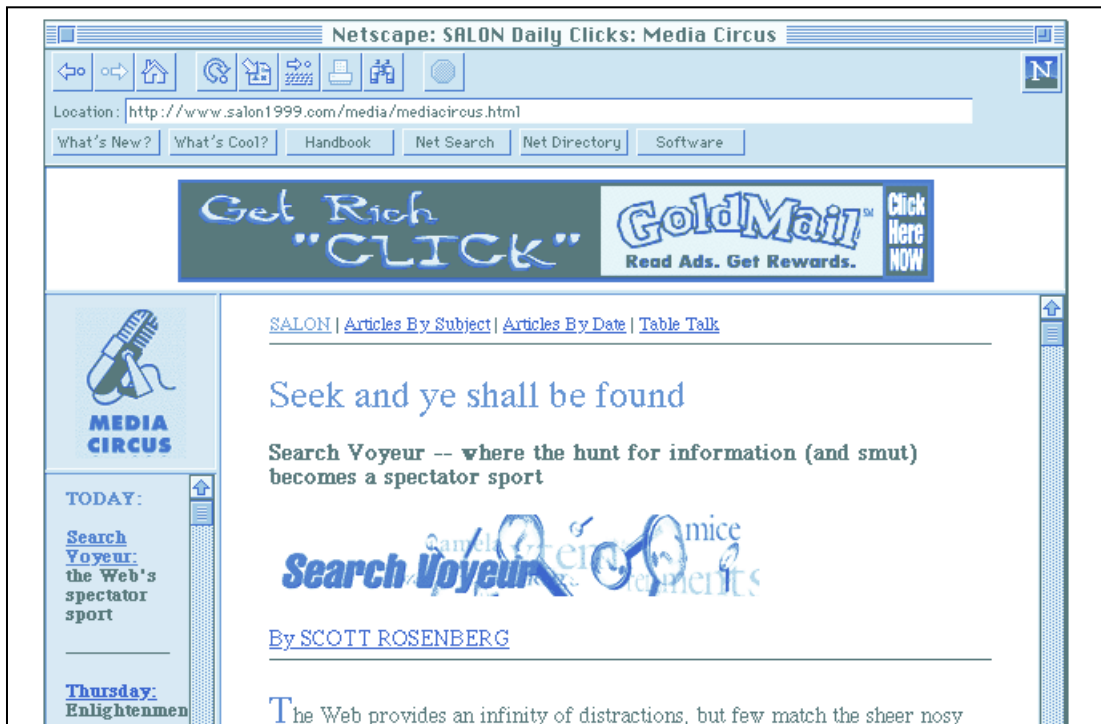 Netscape: SALON Daily Clicks: Media Circus
N
Location: http://www.salon1999.com/media/mediacircus.html
What's New? What's Cool? Handbook Net Search Net Directory Software
Get Rich
"CLICK"
GoldMail℠
Read Ads. Get Rewards.
Click
Here
NOW
MEDIA
CIRCUS
TODAY:
Search
Voyeur:
the Web's
spectator
sport
Thursday:
Enlightenmen
SALON | Articles By Subject | Articles By Date | Table Talk
Seek and ye shall be found
Search Voyeur -- where the hunt for information (and smut)
becomes a spectator sport
mice
Search Voyeur
By SCOTT ROSENBERG
The Web provides an infinity of distractions, but few match the sheer nosy